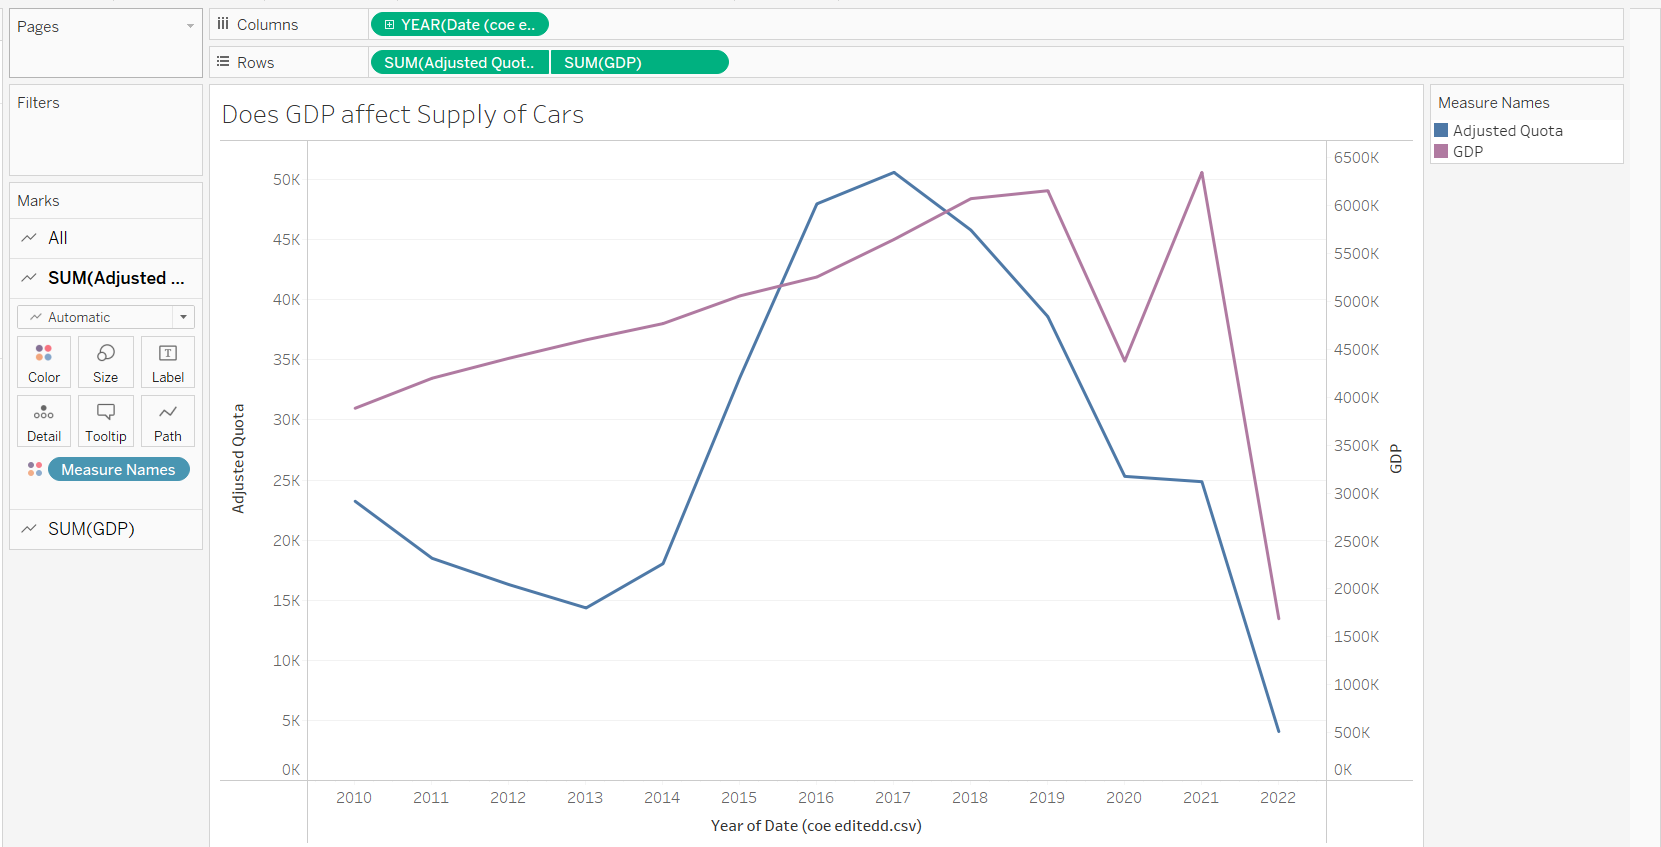 Pages
Columns
YEAR(Date (coe e..
Rows
SUM(Adjusted Quot..
SUM(GDP)
Filters
Marks
All
SUM(Adjusted ...
Automatic
Color
Size
Label
Detail
Tooltip
Path
Measure Names
SUM(GDP)
Does GDP affect Supply of Cars
Adjusted Quota
50K
45K
40K
35K
30K
25K
20K
15K
10K
5K
0K
6500K
6000K
5500K
5000K
4500K
4000K
3500K
3000K
2500K
2000K
1500K
1000K
500K
0K
GDP
2010 2011 2012 2013 2014 2015 2016 2017 2018 2019 2020 2021 2022
Year of Date (coe editedd.csv)
Measure Names
Adjusted Quota
GDP